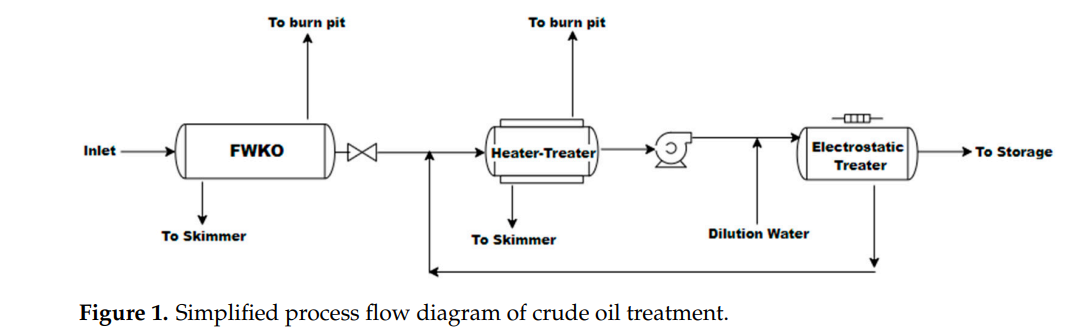 To burn pit
To burn pit
Inlet
FWKO
Heater-Treater
Electrostatic
Treater
To Storage
To Skimmer
To Skimmer
Dilution Water
Figure 1. Simplified process flow diagram of crude oil treatment.